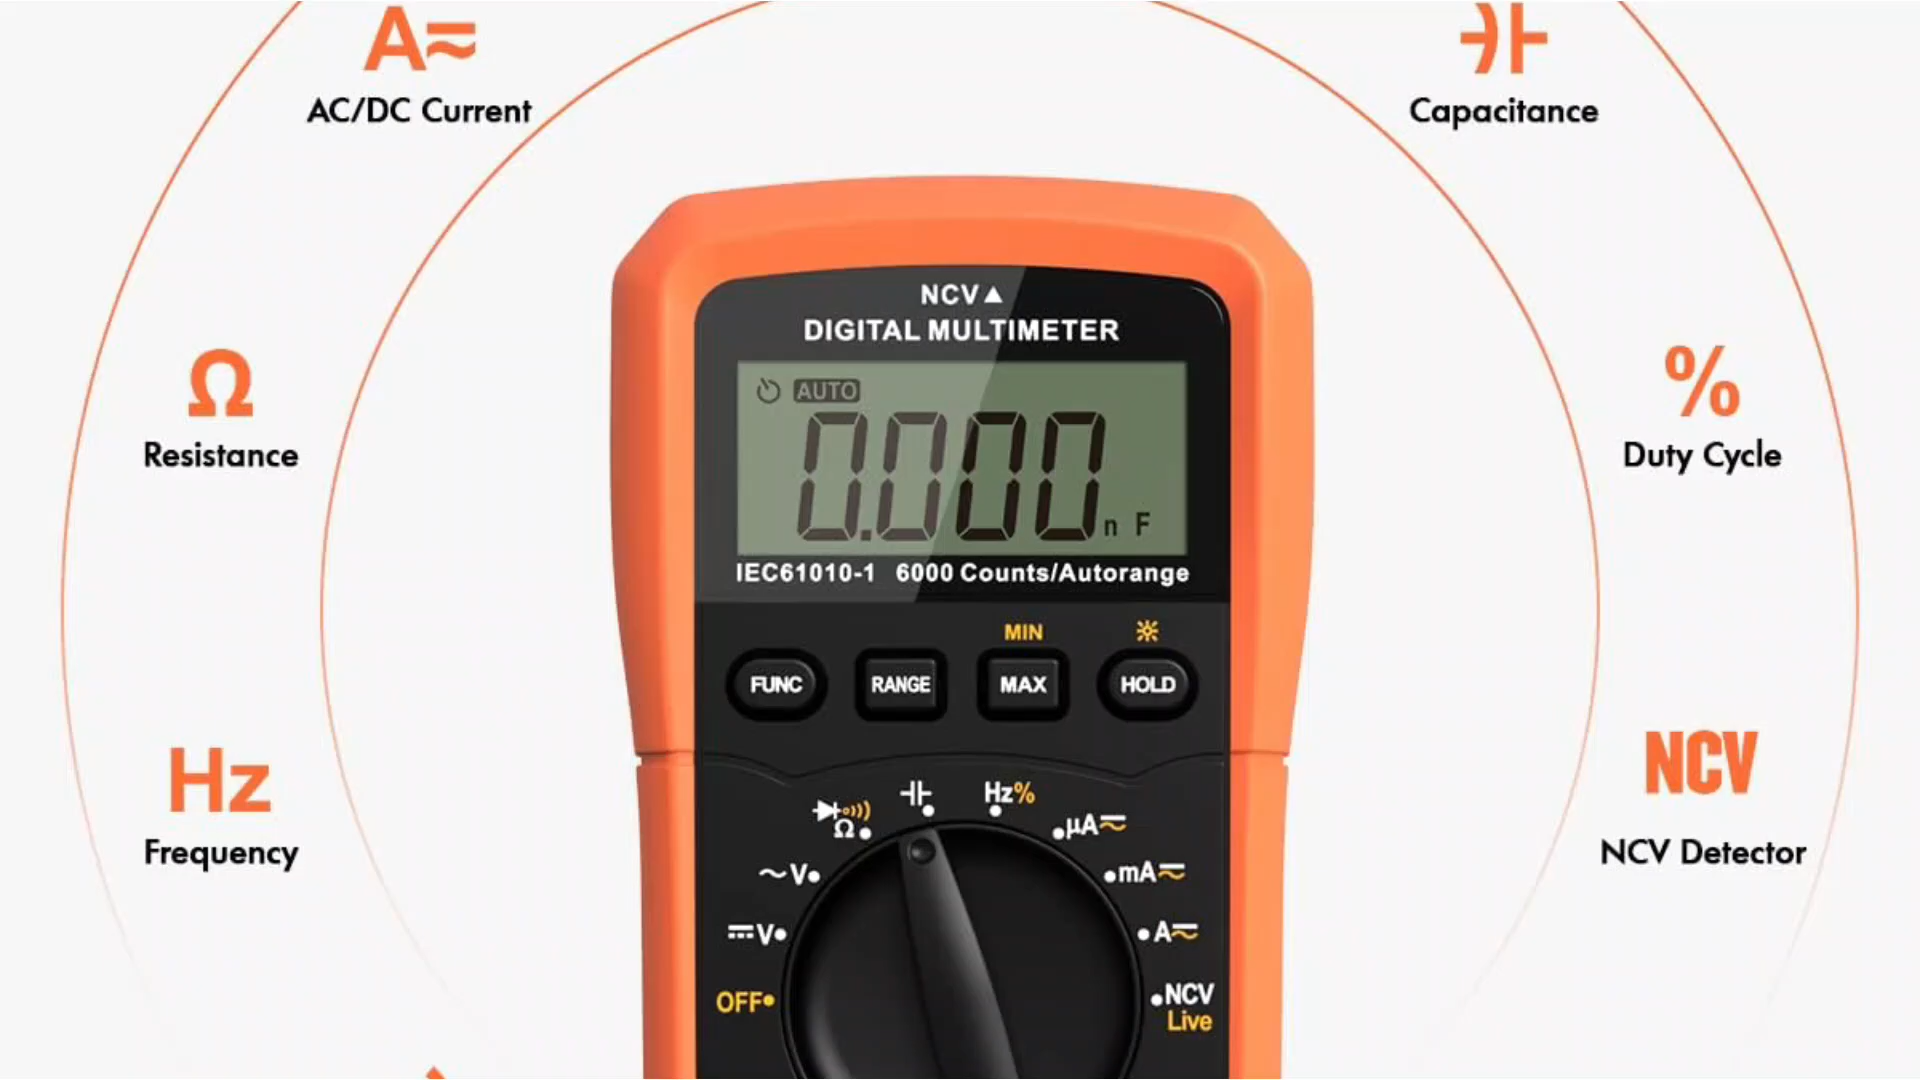 A
AC/DC Current
Capacitance
Ω
Resistance
Hz
Frequency
%
Duty Cycle
NCV
NCV Detector
NCV▲
DIGITAL MULTIMETER
AUTO
0.000 n F
IEC61010-1 6000 Counts/Autorange
MIN
FUNC RANGE MAX HOLD
Hz%
Ω
µA
~V
mA
V
A
OFF
NCV
Live